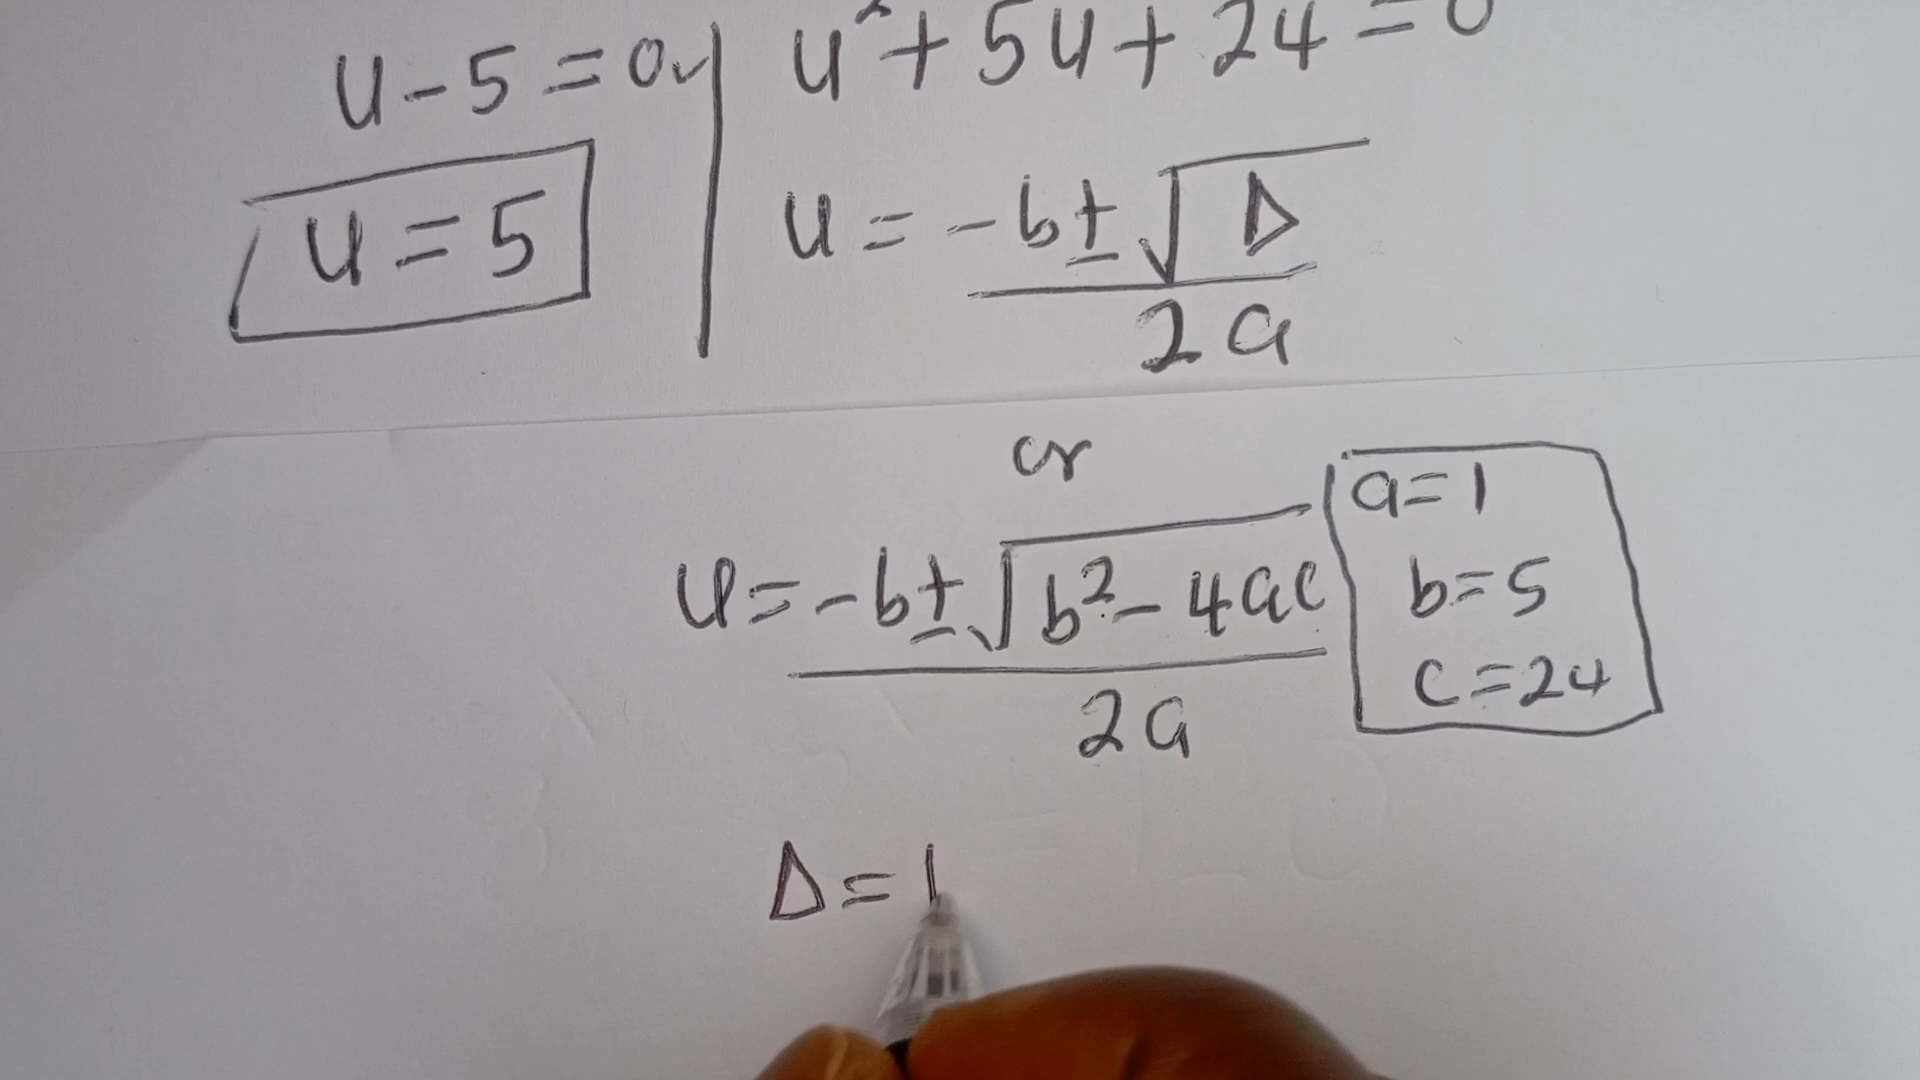 u-5=0 or | u²+5u+24=0
u=5 | u = -b±√Δ
2a
or
u = -b±√b²-4ac
2a
a=1
b=5
c=24
Δ=1